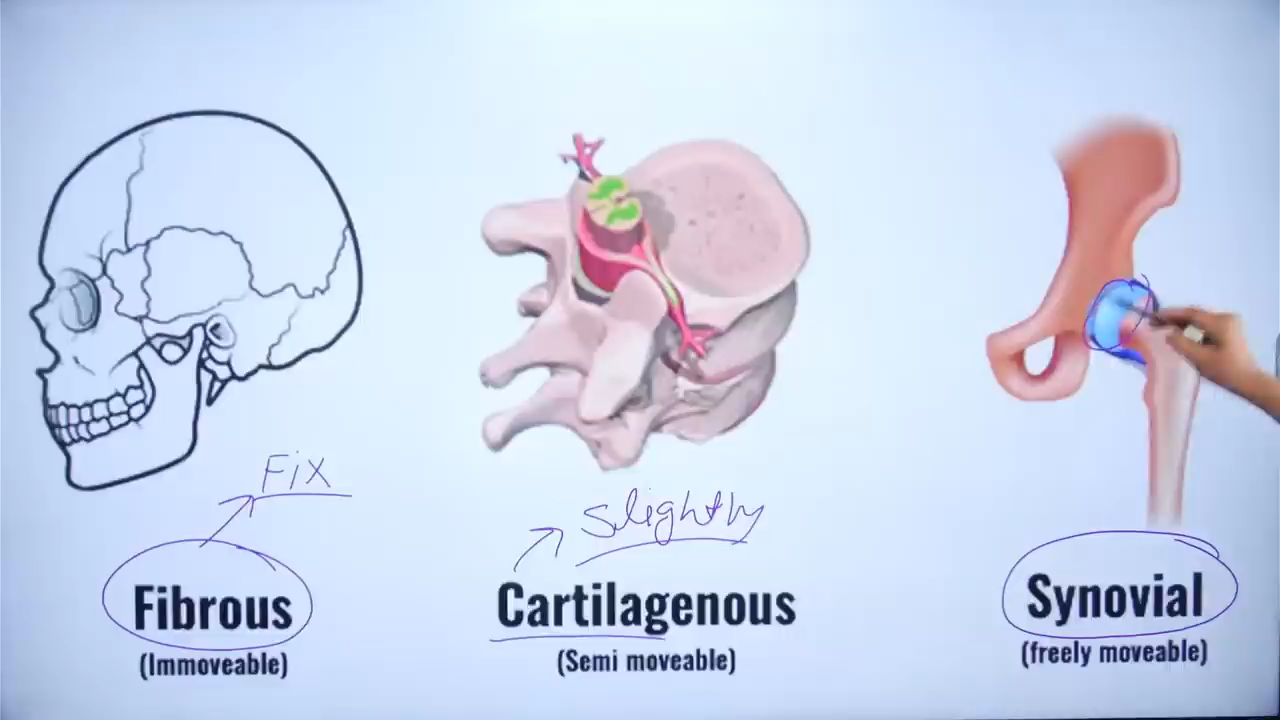 Fix
Slightly
Fibrous
(Immoveable)
Cartilagenous
(Semi moveable)
Synovial
(freely moveable)